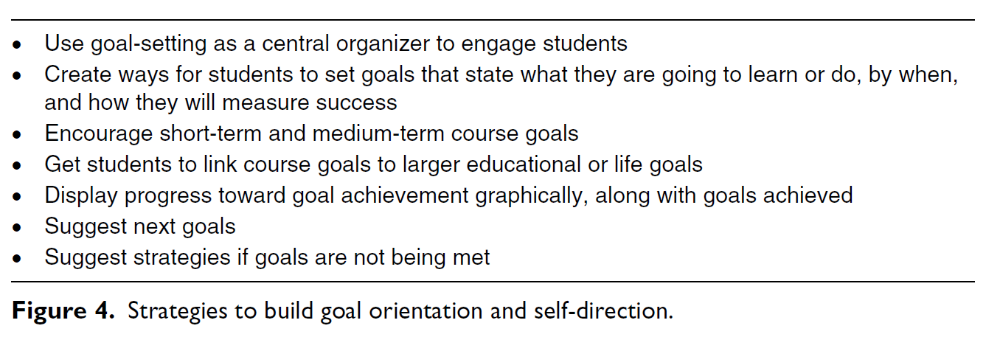 • Use goal-setting as a central organizer to engage students
• Create ways for students to set goals that state what they are going to learn or do, by when,
and how they will measure success
• Encourage short-term and medium-term course goals
• Get students to link course goals to larger educational or life goals
• Display progress toward goal achievement graphically, along with goals achieved
• Suggest next goals
• Suggest strategies if goals are not being met
Figure 4. Strategies to build goal orientation and self-direction.